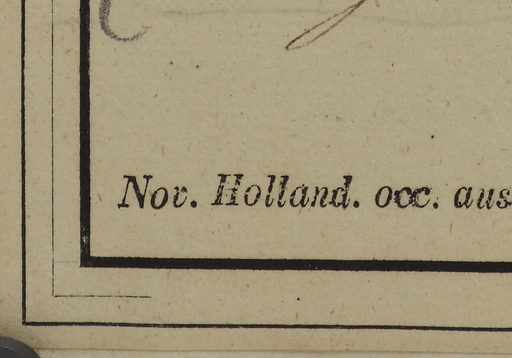 Nov. Holland. occ. aus